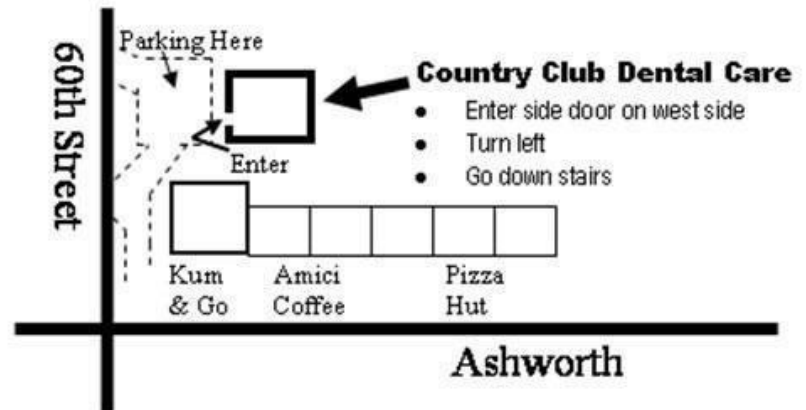 Parking Here
60th Street
Country Club Dental Care
• Enter side door on west side
• Turn left
• Go down stairs
Enter
Kum
& Go
Amici
Coffee
Pizza
Hut
Ashworth